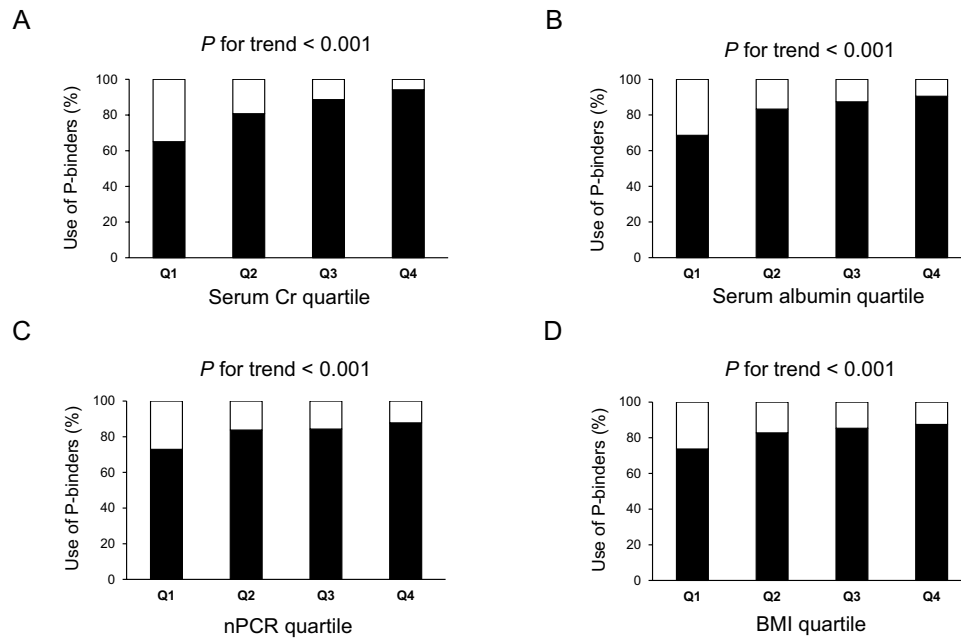 A
P for trend < 0.001
Use of P-binders (%)
100
80
60
40
20
0
Q1 Q2 Q3 Q4
Serum Cr quartile
B
P for trend < 0.001
Use of P-binders (%)
100
80
60
40
20
0
Q1 Q2 Q3 Q4
Serum albumin quartile
C
P for trend < 0.001
Use of P-binders (%)
100
80
60
40
20
0
Q1 Q2 Q3 Q4
nPCR quartile
D
P for trend < 0.001
Use of P-binders (%)
100
80
60
40
20
0
Q1 Q2 Q3 Q4
BMI quartile